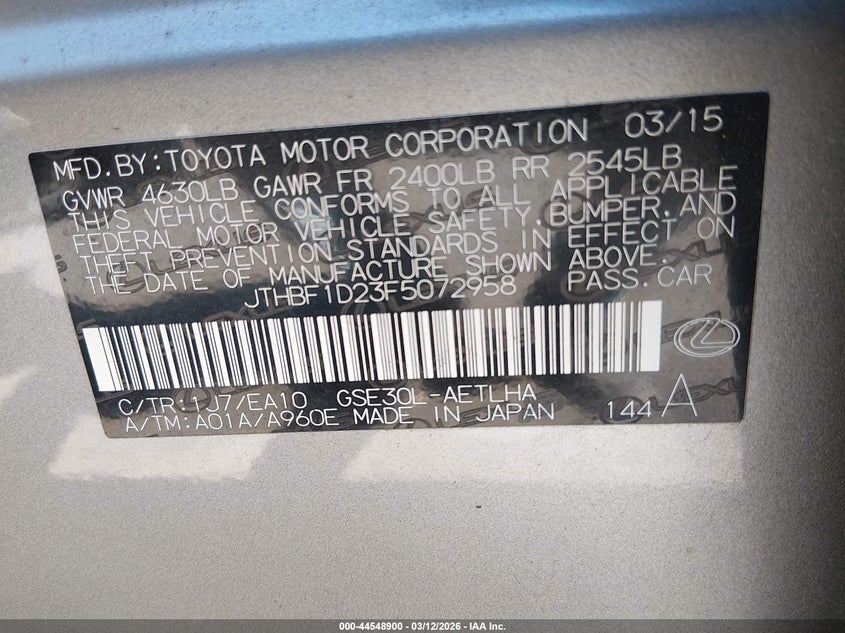 MFD.BY:TOYOTA MOTOR CORPORATION 03/15
GVWR 4630LB GAWR FR 2400LB RR 2545LB
THIS VEHICLE CONFORMS TO ALL APPLICABLE
FEDERAL MOTOR VEHICLE SAFETY, BUMPER, AND
THEFT PREVENTION STANDARDS IN EFFECT ON
THE DATE OF MANUFACTURE SHOWN ABOVE.
JTHBF1D23F5072958 PASS.CAR
C/TR:1J7/EA10 GSE30L-AETLHA
A/TM:A01A/A960E MADE IN JAPAN 144 A
000-44548900 - 03/12/2026 - IAA Inc.